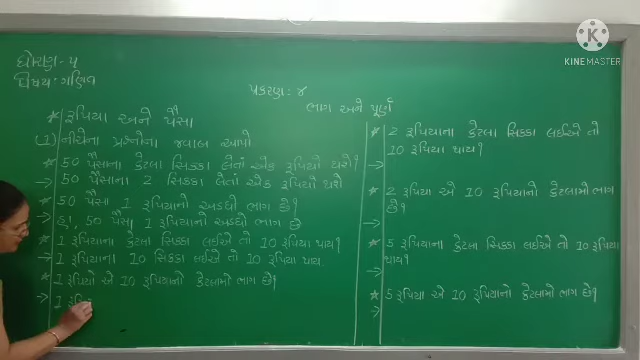 ધોરણ-૫
વિષય:ગણિત
પ્રકરણ:૪
ભાગ અને પૂર્ણ
* રૂપિયા અને પૈસા
(1) નીચેના પ્રશ્નોના જવાબ આપો
* 50 પૈસાના કેટલા સિક્કા લેતાં એક રૂપિયો થશે?
→ 50 પૈસાના 2 સિક્કા લેતાં એક રૂપિયો થશે
* 50 પૈસા 1 રૂપિયાનો અડધો ભાગ છે?
→ હા, 50 પૈસા 1 રૂપિયાનો અડધો ભાગ છે
* 1 રૂપિયાના કેટલા સિક્કા લઈએ તો 10 રૂપિયા થાય?
→ 1 રૂપિયાના 10 સિક્કા લઈએ તો 10 રૂપિયા થાય.
* 1 રૂપિયો એ 10 રૂપિયાનો કેટલામો ભાગ છે?
→ 1 રૂપિ
* 2 રૂપિયાના કેટલા સિક્કા લઈએ તો
10 રૂપિયા થાય?
→
* 2 રૂપિયા એ 10 રૂપિયાનો કેટલામો ભાગ
છે?
→
* 5 રૂપિયાના કેટલા સિક્કા લઈએ તો 10 રૂપિયા
થાય?
→
* 5 રૂપિયા એ 10 રૂપિયાનો કેટલામો ભાગ છે?
→
K
KINEMASTER